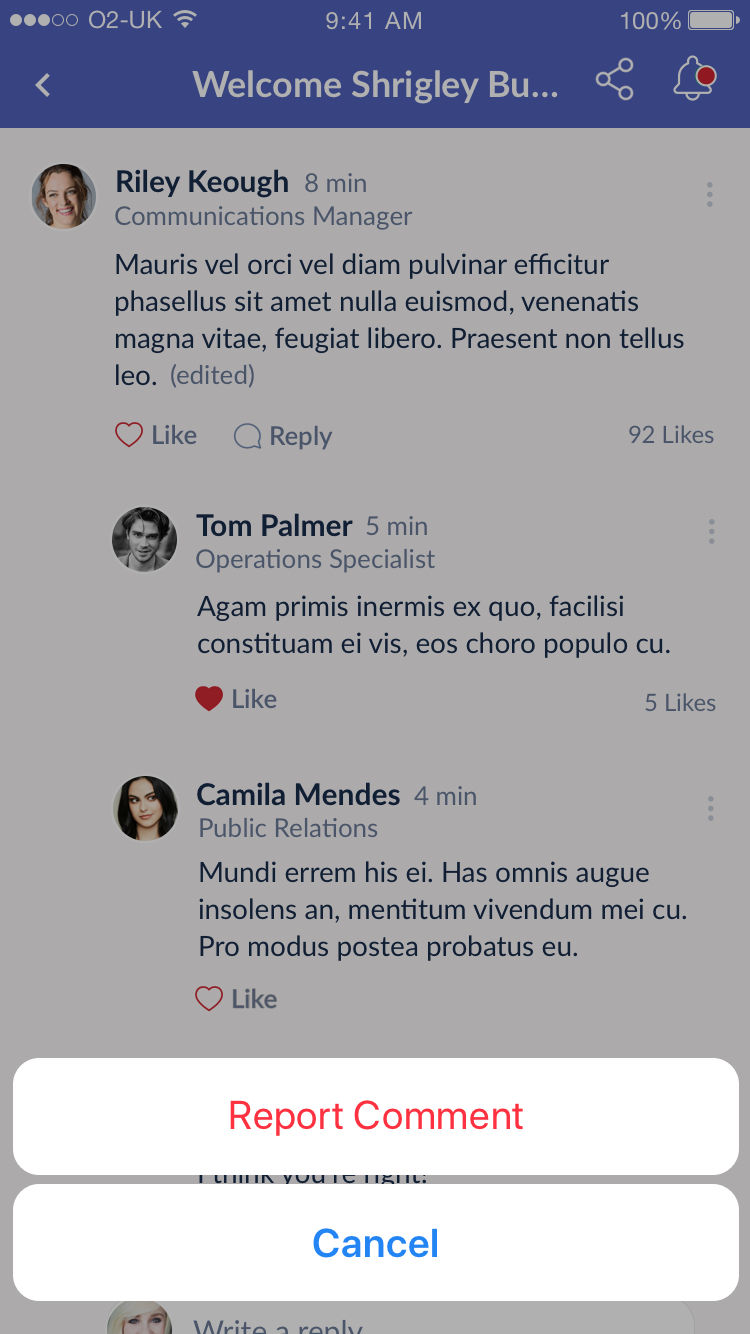 O2-UK 9:41 AM 100%
Welcome Shrigley Bu...
Riley Keough 8 min
Communications Manager
Mauris vel orci vel diam pulvinar efficitur
phasellus sit amet nulla euismod, venenatis
magna vitae, feugiat libero. Praesent non tellus
leo. (edited)
Like Reply 92 Likes
Tom Palmer 5 min
Operations Specialist
Agam primis inermis ex quo, facilisi
constituam ei vis, eos choro populo cu.
Like 5 Likes
Camila Mendes 4 min
Public Relations
Mundi errem his ei. Has omnis augue
insolens an, mentitum vivendum mei cu.
Pro modus postea probatus eu.
Like
Report Comment
I think you're right!
Cancel
Write a reply